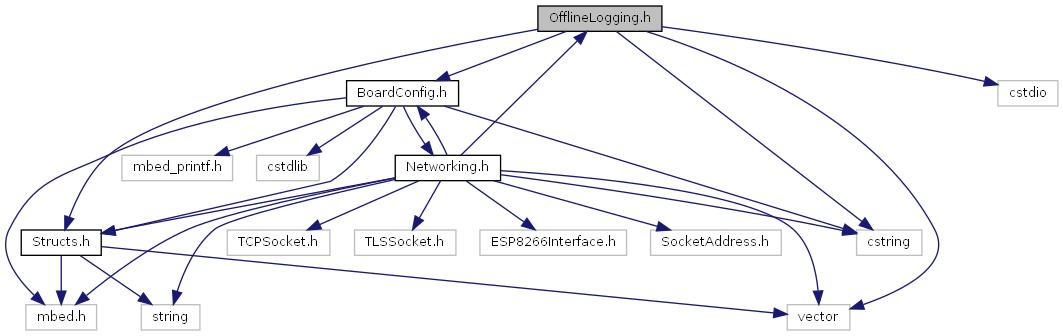 OfflineLogging.h
BoardConfig.h
cstdio
mbed_printf.h
cstdlib
Networking.h
Structs.h
TCPSocket.h
TLSSocket.h
ESP8266Interface.h
SocketAddress.h
cstring
mbed.h
string
vector